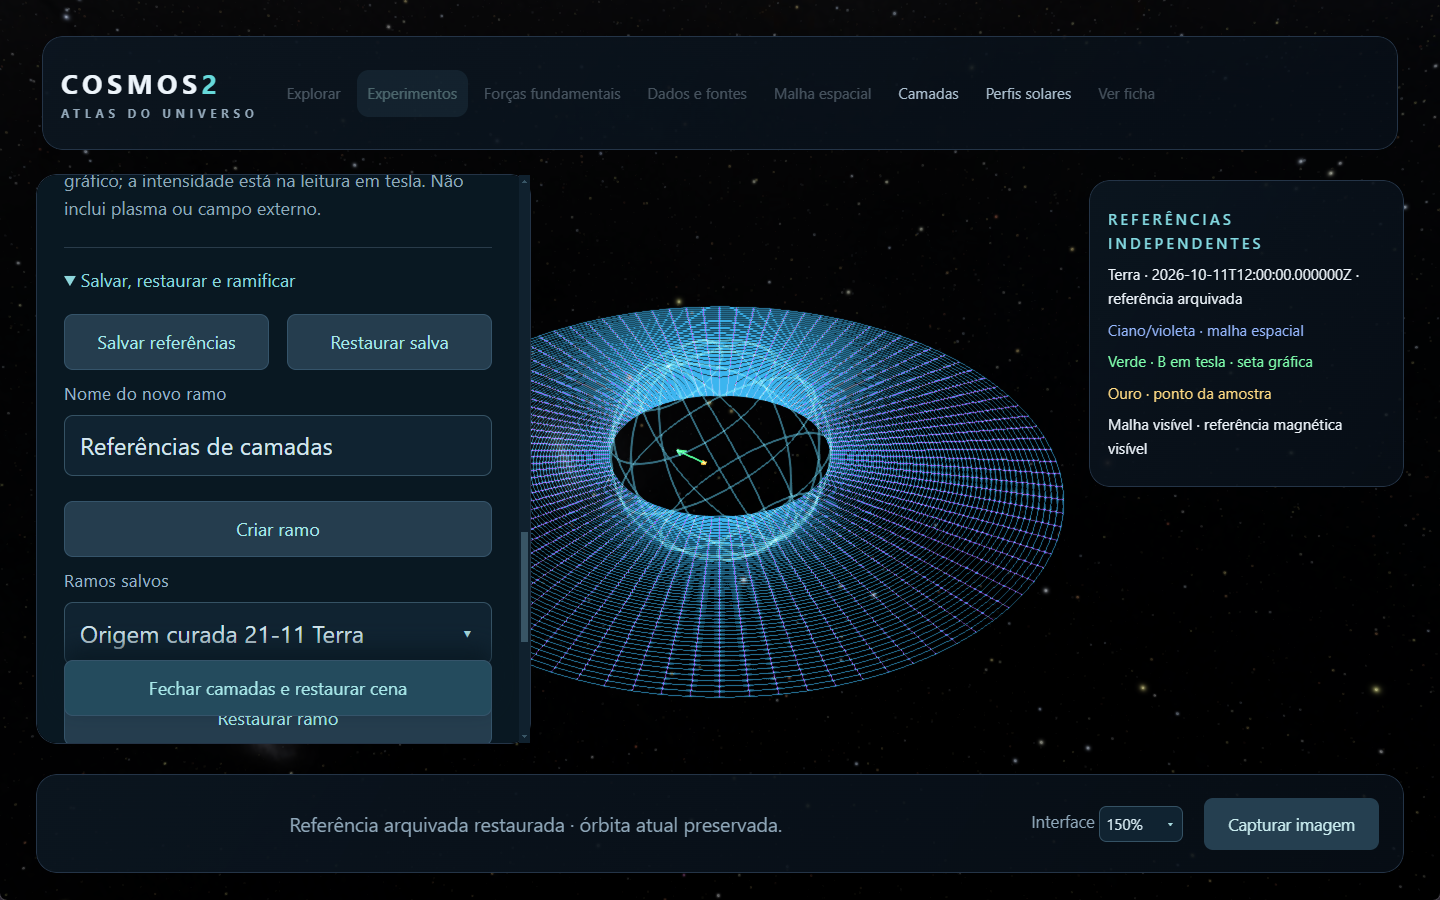 COSMOS2
ATLAS DO UNIVERSO
Explorar
Experimentos
Forças fundamentais
Dados e fontes
Malha espacial
Camadas
Perfis solares
Ver ficha
gráfico; a intensidade está na leitura em tesla. Não
inclui plasma ou campo externo.
▼ Salvar, restaurar e ramificar
Salvar referências
Restaurar salva
Nome do novo ramo
Referências de camadas
Criar ramo
Ramos salvos
Origem curada 21-11 Terra
Fechar camadas e restaurar cena
Restaurar ramo
REFERÊNCIAS
INDEPENDENTES
Terra · 2026-10-11T12:00:00.000000Z ·
referência arquivada
Ciano/violeta · malha espacial
Verde · B em tesla · seta gráfica
Ouro · ponto da amostra
Malha visível · referência magnética
visível
Referência arquivada restaurada · órbita atual preservada.
Interface
150%
Capturar imagem